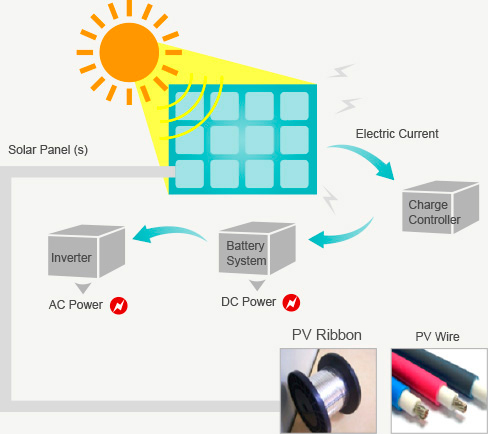 Solar Panel (s)
Electric Current
Charge
Controller
Inverter
Battery
System
AC Power
DC Power
PV Ribbon
PV Wire